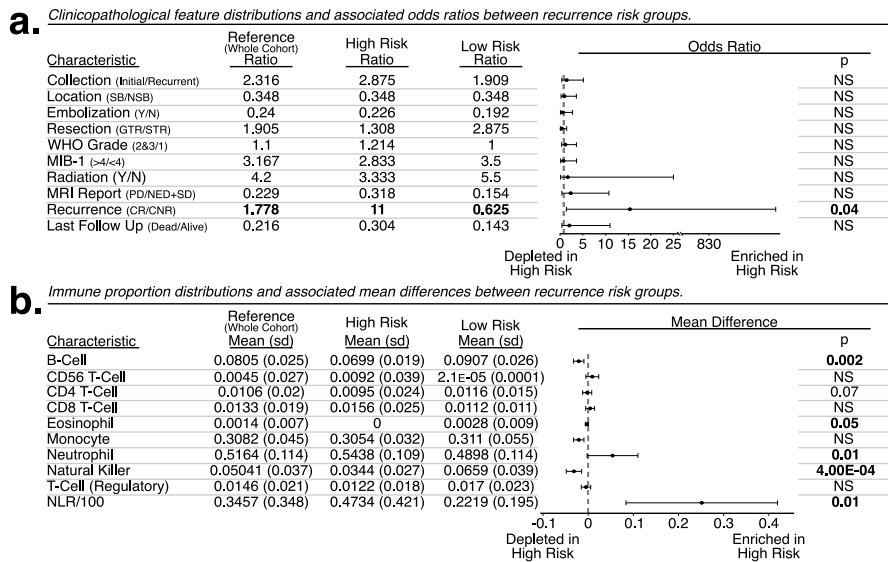 a. Clinicopathological feature distributions and associated odds ratios between recurrence risk groups.
Characteristic Reference (Whole Cohort) Ratio High Risk Ratio Low Risk Ratio Odds Ratio p
Collection (Initial/Recurrent) 2.316 2.875 1.909 NS
Location (SB/NSB) 0.348 0.348 0.348 NS
Embolization (Y/N) 0.24 0.226 0.192 NS
Resection (GTR/STR) 1.905 1.308 2.875 NS
WHO Grade (2&3/1) 1.1 1.214 1 NS
MIB-1 (>4/<4) 3.167 2.833 3.5 NS
Radiation (Y/N) 4.2 3.333 5.5 NS
MRI Report (PD/NED+SD) 0.229 0.318 0.154 NS
Recurrence (CR/CNR) 1.778 11 0.625 0.04
Last Follow Up (Dead/Alive) 0.216 0.304 0.143 NS
0 5 10 15 20 25 830
Depleted in High Risk Enriched in High Risk
b. Immune proportion distributions and associated mean differences between recurrence risk groups.
Characteristic Reference (Whole Cohort) Mean (sd) High Risk Mean (sd) Low Risk Mean (sd) Mean Difference p
B-Cell 0.0805 (0.025) 0.0699 (0.019) 0.0907 (0.026) 0.002
CD56 T-Cell 0.0045 (0.027) 0.0092 (0.039) 2.1E-05 (0.0001) NS
CD4 T-Cell 0.0106 (0.02) 0.0095 (0.024) 0.0116 (0.015) 0.07
CD8 T-Cell 0.0133 (0.019) 0.0156 (0.025) 0.0112 (0.011) NS
Eosinophil 0.0014 (0.007) 0 0.0028 (0.009) 0.05
Monocyte 0.3082 (0.045) 0.3054 (0.032) 0.311 (0.055) NS
Neutrophil 0.5164 (0.114) 0.5438 (0.109) 0.4898 (0.114) 0.01
Natural Killer 0.05041 (0.037) 0.0344 (0.027) 0.0659 (0.039) 4.00E-04
T-Cell (Regulatory) 0.0146 (0.021) 0.0122 (0.018) 0.017 (0.023) NS
NLR/100 0.3457 (0.348) 0.4734 (0.421) 0.2219 (0.195) 0.01
-0.1 0 0.1 0.2 0.3 0.4
Depleted in High Risk Enriched in High Risk